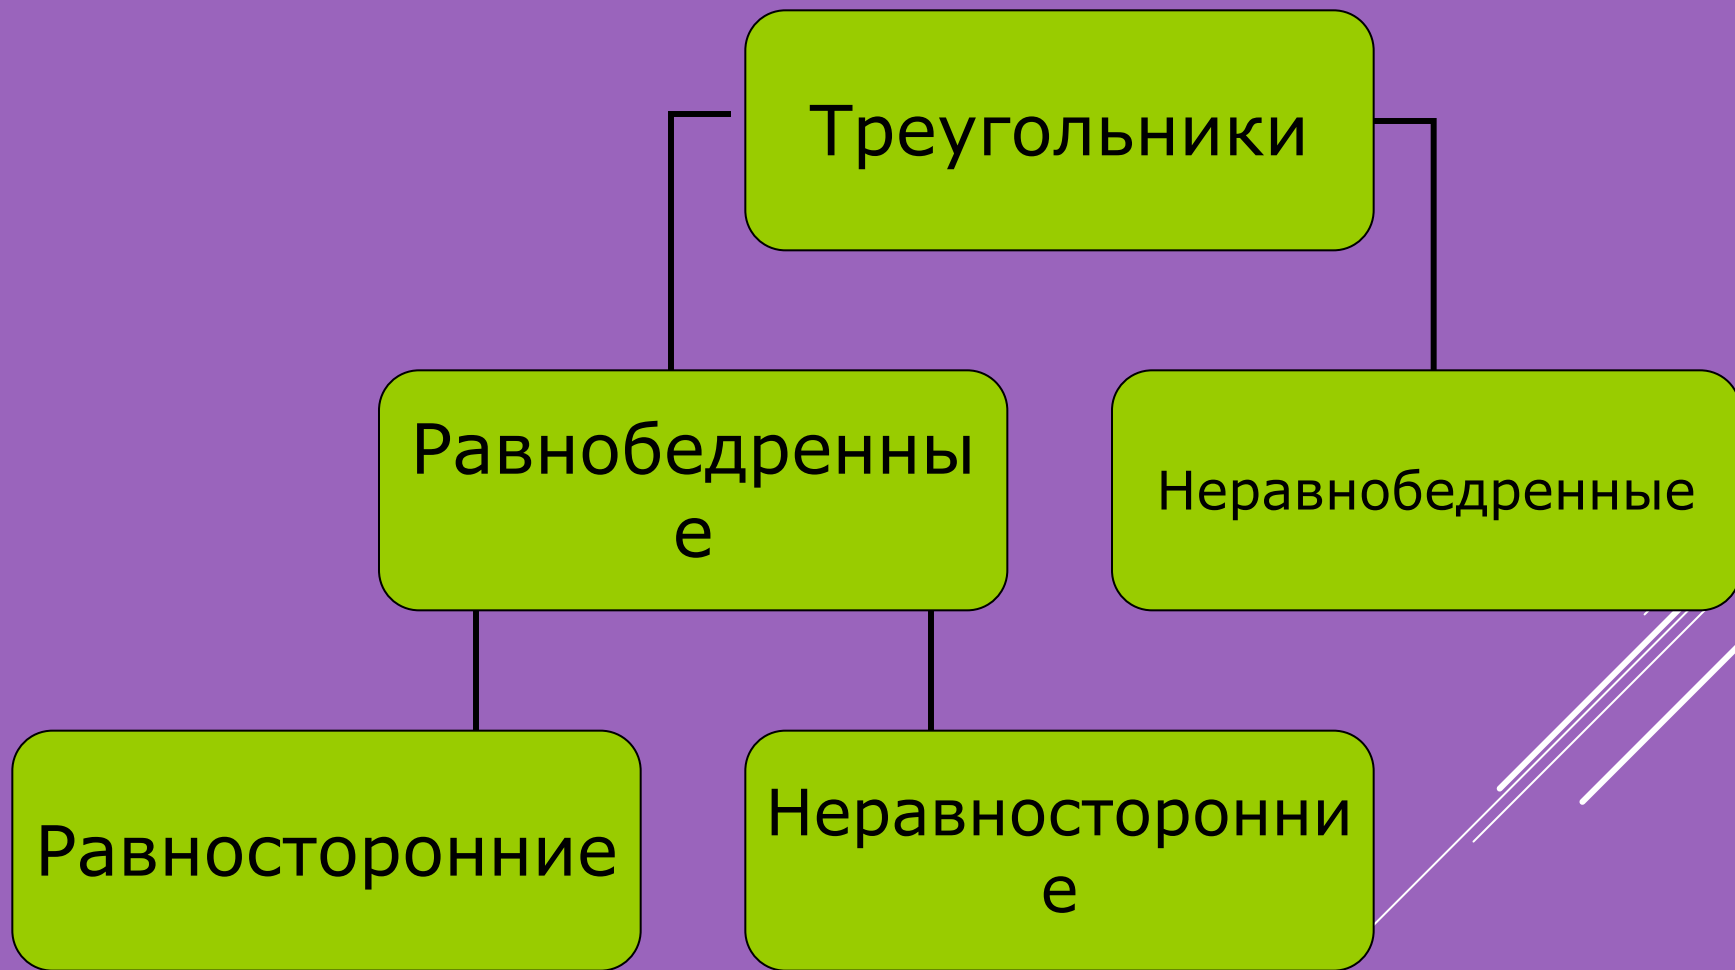 Треугольники
Равнобедренны
е
Неравнобедренные
Равносторонние
Неравносторонни
е